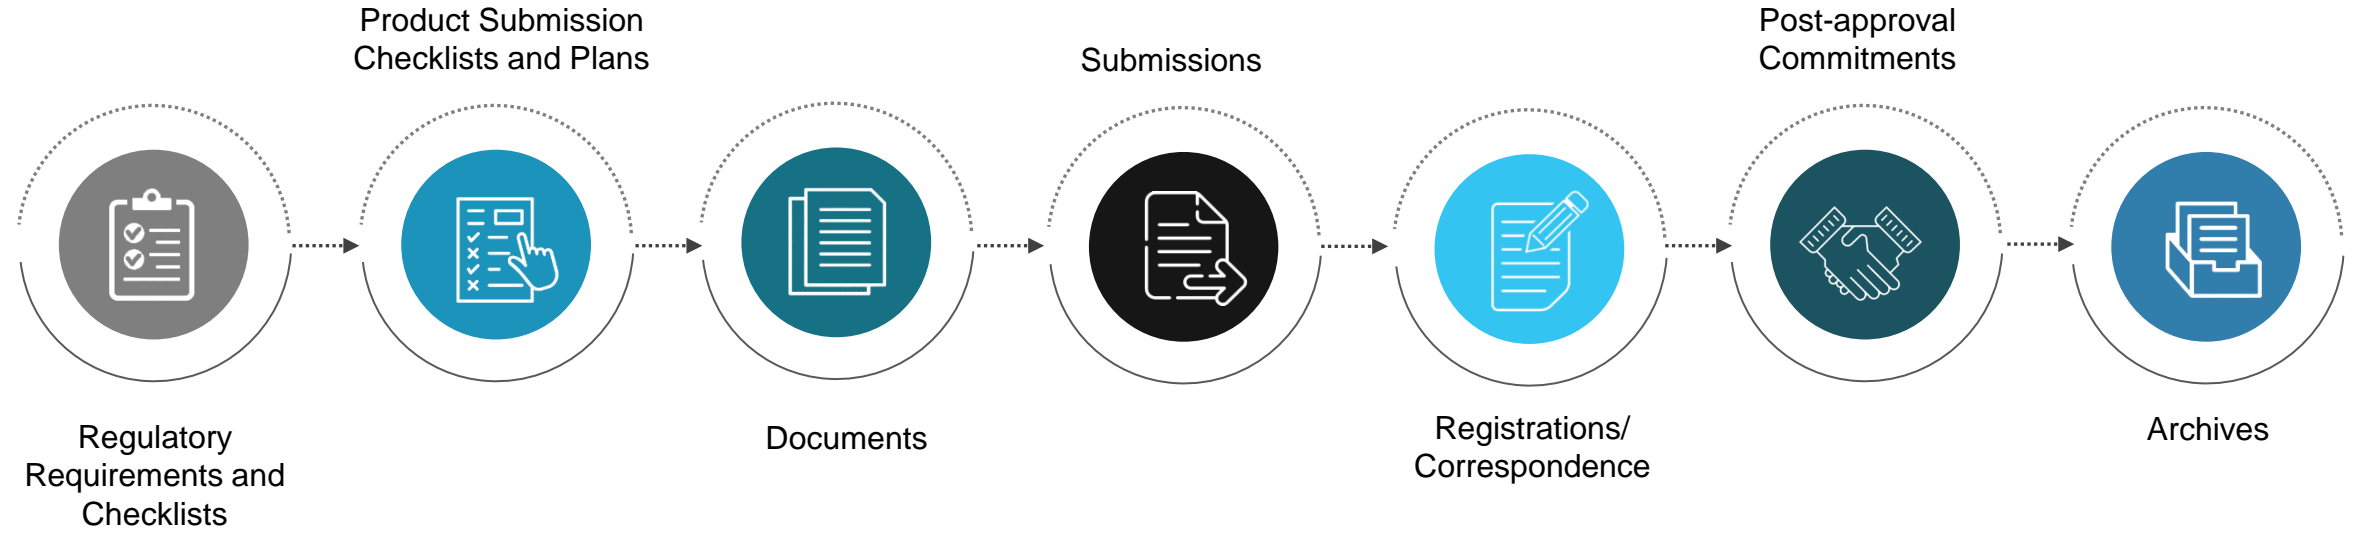 Regulatory
Requirements and
Checklists
Product Submission
Checklists and Plans
Documents
Submissions
Registrations/
Correspondence
Post-approval
Commitments
Archives